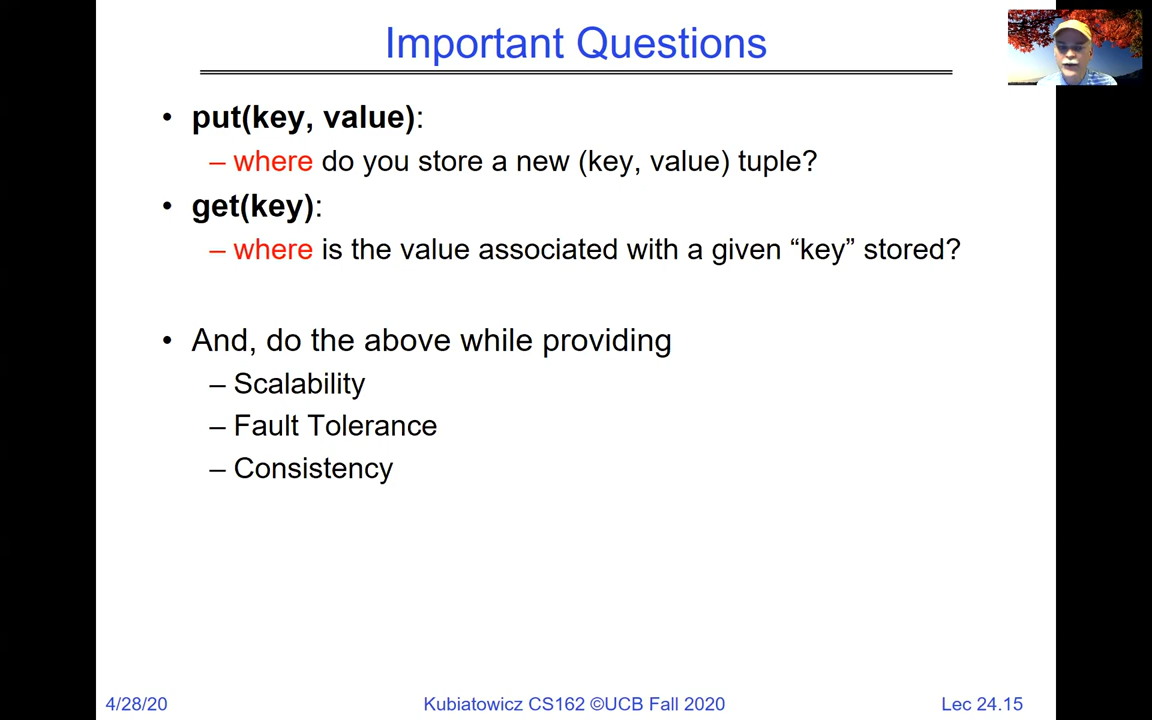 Important Questions
• put(key, value):
– where do you store a new (key, value) tuple?
• get(key):
– where is the value associated with a given “key” stored?
• And, do the above while providing
– Scalability
– Fault Tolerance
– Consistency
4/28/20 Kubiatowicz CS162 ©UCB Fall 2020 Lec 24.15